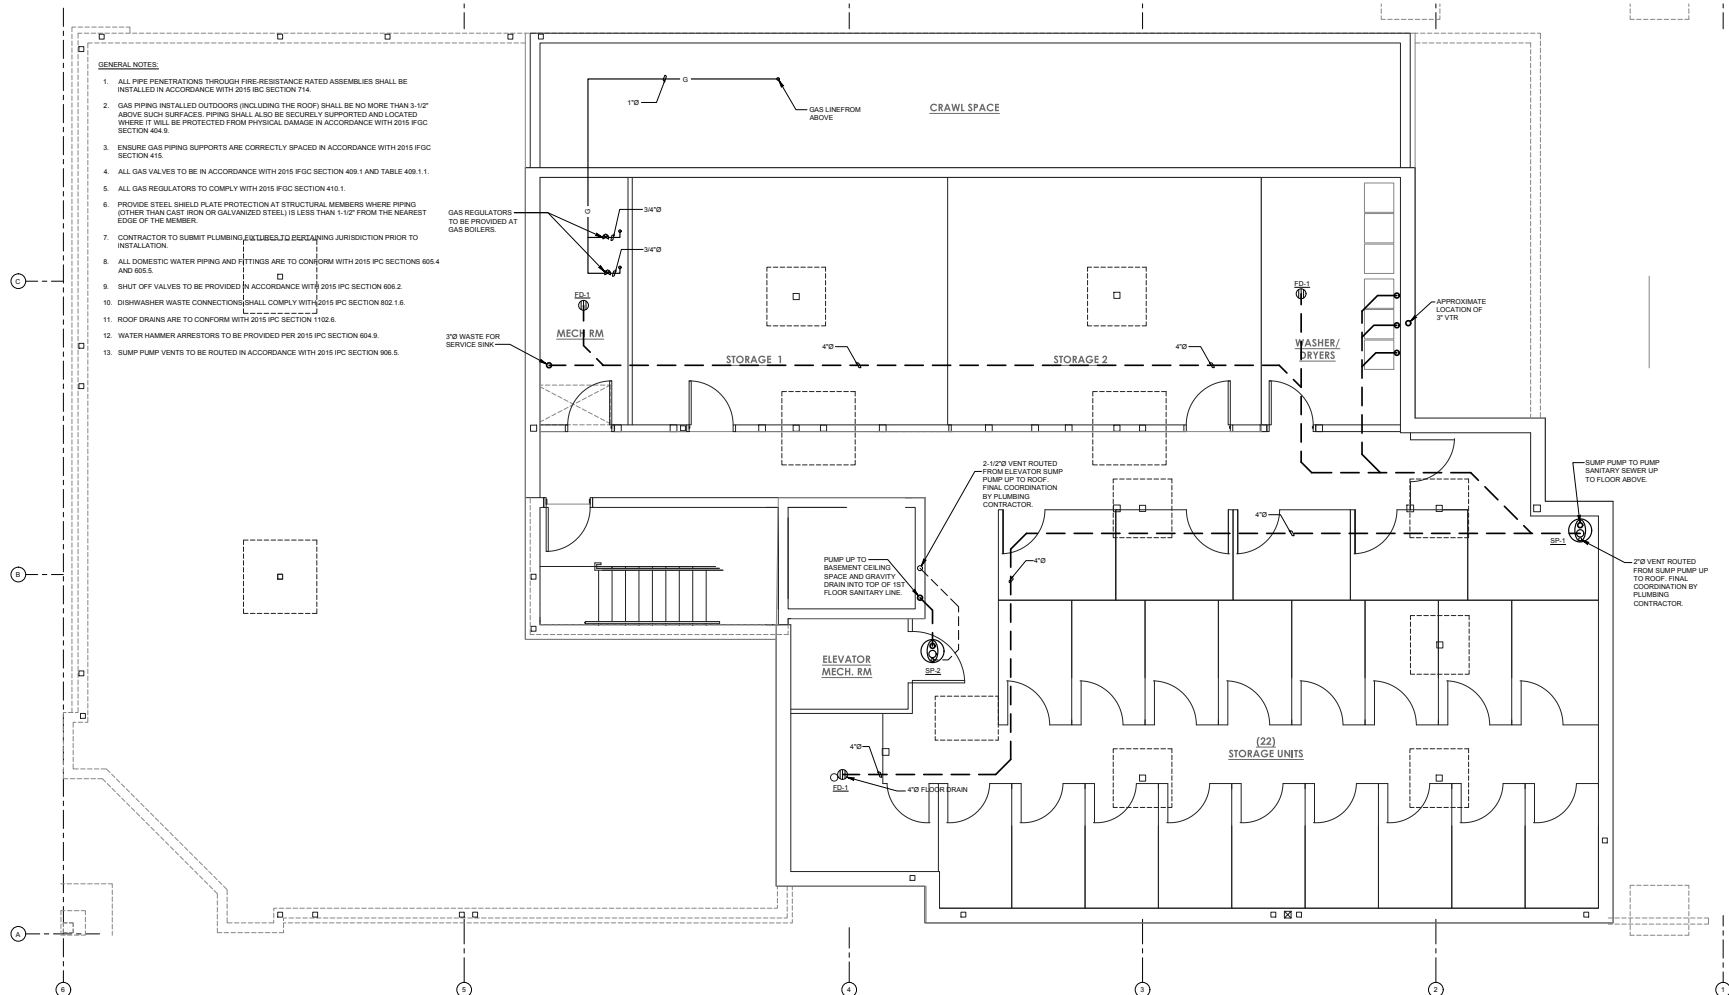 GENERAL NOTES:
1. ALL PIPE PENETRATIONS THROUGH FIRE-RESISTANCE RATED ASSEMBLIES SHALL BE
INSTALLED IN ACCORDANCE WITH 2015 IBC SECTION 714.
2. GAS PIPING INSTALLED OUTDOORS (INCLUDING THE ROOF) SHALL BE NO MORE THAN 3-1/2"
ABOVE SUCH SURFACES. PIPING SHALL ALSO BE SECURELY SUPPORTED AND LOCATED
WHERE IT WILL BE PROTECTED FROM PHYSICAL DAMAGE IN ACCORDANCE WITH 2015 IFGC
SECTION 404.9.
3. ENSURE GAS PIPING SUPPORTS ARE CORRECTLY SPACED IN ACCORDANCE WITH 2015 IFGC
SECTION 415.
4. ALL GAS VALVES TO BE IN ACCORDANCE WITH 2015 IFGC SECTION 409.1 AND TABLE 409.1.1.
5. ALL GAS REGULATORS TO COMPLY WITH 2015 IFGC SECTION 410.1.
6. PROVIDE STEEL SHIELD PLATE PROTECTION AT STRUCTURAL MEMBERS WHERE PIPING
(OTHER THAN CAST IRON OR GALVANIZED STEEL) IS LESS THAN 1-1/2" FROM THE NEAREST
EDGE OF THE MEMBER.
7. CONTRACTOR TO SUBMIT PLUMBING FIXTURES TO PERTAINING JURISDICTION PRIOR TO
INSTALLATION.
8. ALL DOMESTIC WATER PIPING AND FITTINGS ARE TO CONFORM WITH 2015 IPC SECTIONS 605.4
AND 605.5.
9. SHUT OFF VALVES TO BE PROVIDED IN ACCORDANCE WITH 2015 IPC SECTION 606.2.
10. DISHWASHER WASTE CONNECTIONS SHALL COMPLY WITH 2015 IPC SECTION 802.1.6.
11. ROOF DRAINS ARE TO CONFORM WITH 2015 IPC SECTION 1102.6.
12. WATER HAMMER ARRESTORS TO BE PROVIDED PER 2015 IPC SECTION 604.9.
13. SUMP PUMP VENTS TO BE ROUTED IN ACCORDANCE WITH 2015 IPC SECTION 906.5.
G
1"Ø
GAS LINEFROM
ABOVE
CRAWL SPACE
GAS REGULATORS
TO BE PROVIDED AT
GAS BOILERS.
G
3/4"Ø
3/4"Ø
FD-1
MECH RM
3"Ø WASTE FOR
SERVICE SINK
STORAGE 1
4"Ø
STORAGE 2
4"Ø
FD-1
WASHER/
DRYERS
APPROXIMATE
LOCATION OF
3" VTR
2-1/2"Ø VENT ROUTED
FROM ELEVATOR SUMP
PUMP UP TO ROOF.
FINAL COORDINATION
BY PLUMBING
CONTRACTOR.
SUMP PUMP TO PUMP
SANITARY SEWER UP
TO FLOOR ABOVE.
4"Ø
SP-1
2"Ø VENT ROUTED
FROM SUMP PUMP UP
TO ROOF. FINAL
COORDINATION BY
PLUMBING
CONTRACTOR.
PUMP UP TO
BASEMENT CEILING
SPACE AND GRAVITY
DRAIN INTO TOP OF 1ST
FLOOR SANITARY LINE.
4"Ø
ELEVATOR
MECH. RM
SP-2
(22)
STORAGE UNITS
4"Ø
FD-1
4"Ø FLOOR DRAIN
C
B
A
6
5
4
3
2
1